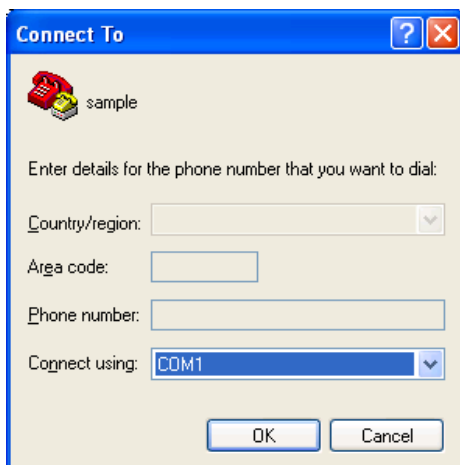 Connect To
sample
Enter details for the phone number that you want to dial:
Country/region:
Area code:
Phone number:
Connect using: COM1
OK Cancel